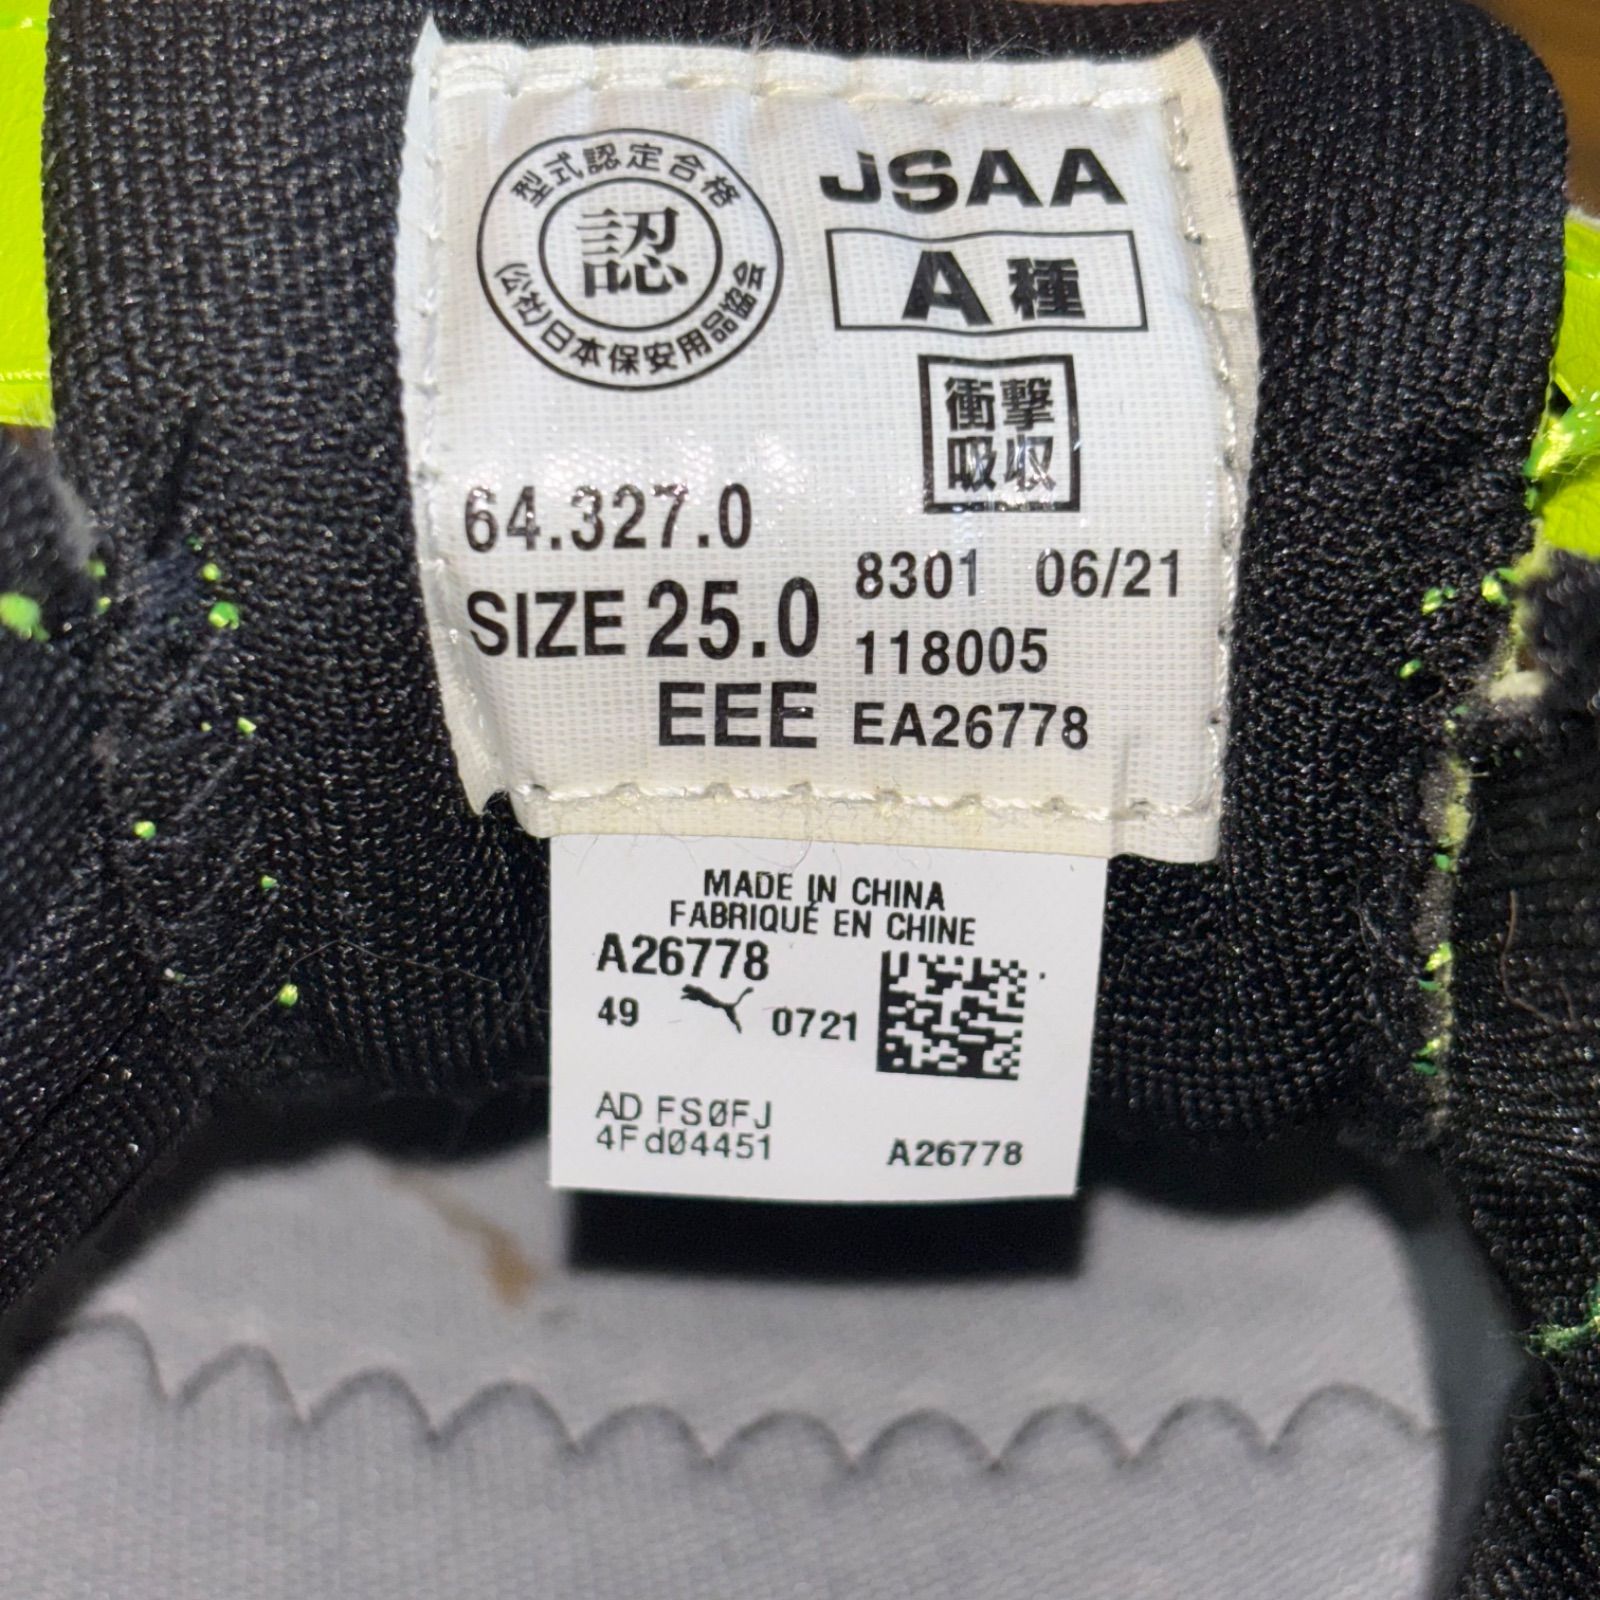 型式認定合格
認
(公社)日本保安用品協会
JSAA
A種
衝撃
吸収
64.327.0
SIZE 25.0
EEE
8301 06/21
118005
EA26778
MADE IN CHINA
FABRIQUÉ EN CHINE
A26778
49 0721
AD FS0FJ
4Fd04451
A26778